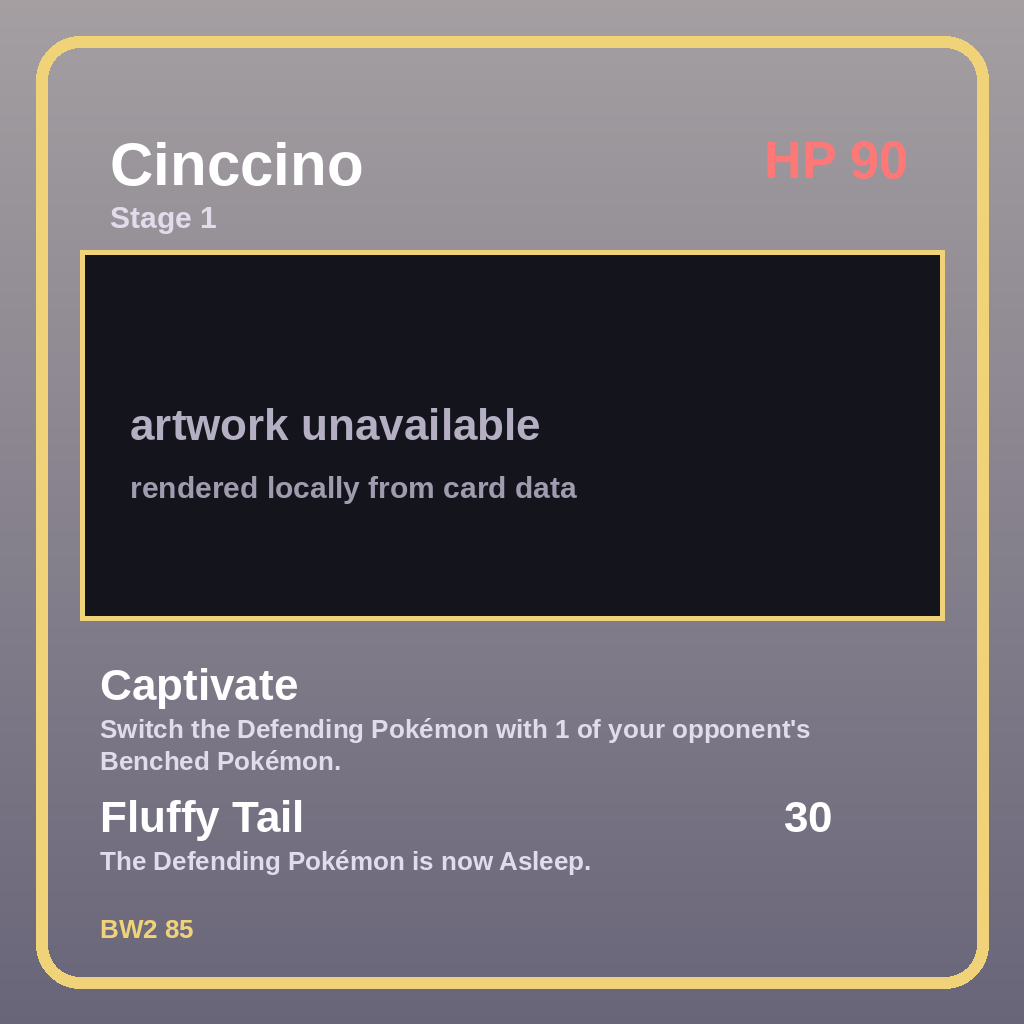 Cinccino
HP 90
Stage 1
artwork unavailable
rendered locally from card data
Captivate
Switch the Defending Pokémon with 1 of your opponent's
Benched Pokémon.
Fluffy Tail
30
The Defending Pokémon is now Asleep.
BW2 85